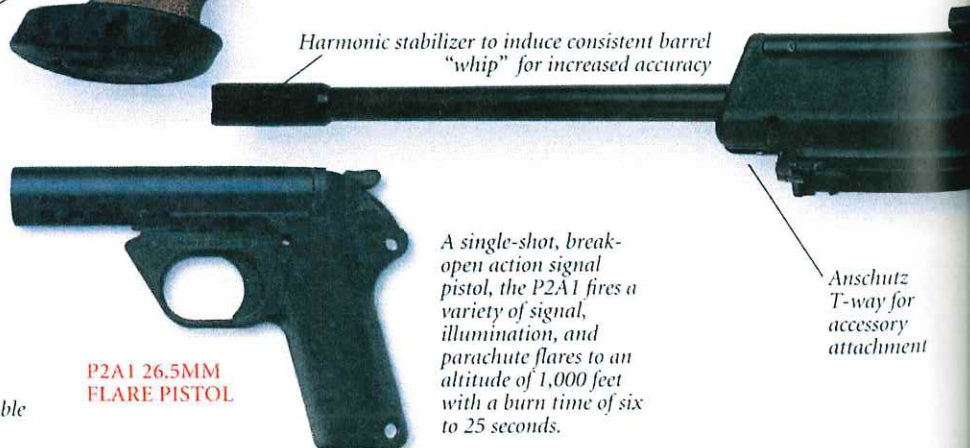 Harmonic stabilizer to induce consistent barrel
"whip" for increased accuracy
A single-shot, break-
open action signal
pistol, the P2A1 fires a
variety of signal,
illumination, and
parachute flares to an
altitude of 1,000 feet
with a burn time of six
to 25 seconds.
Anschutz
T-way for
accessory
attachment
P2A1 26.5MM
FLARE PISTOL
ble